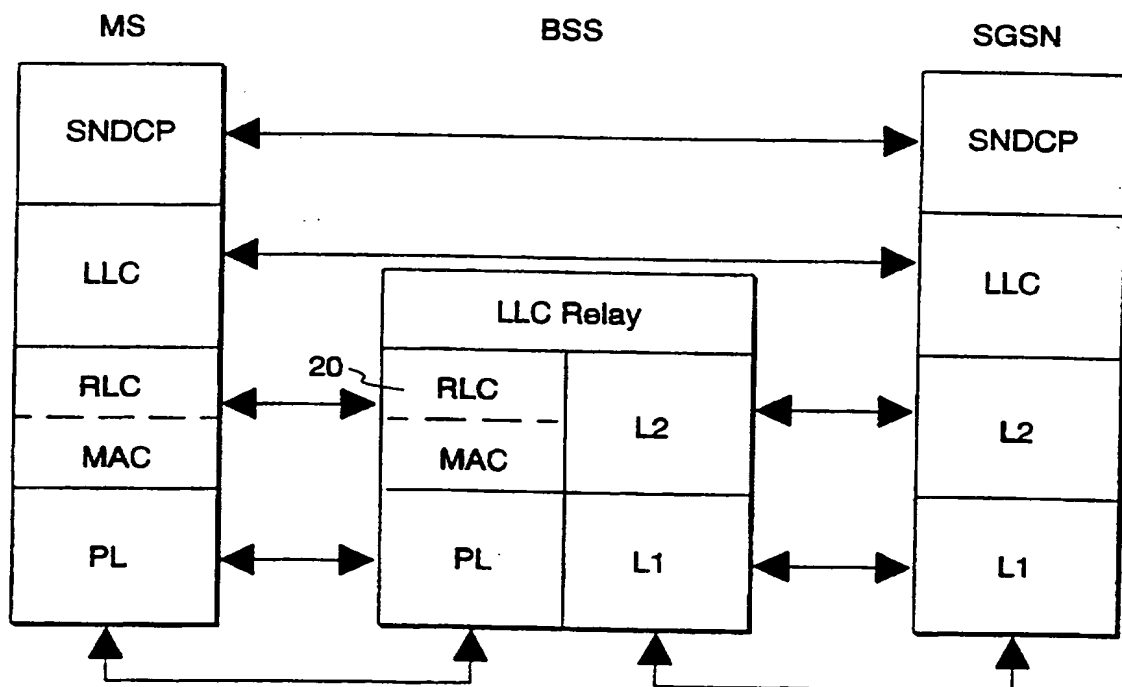 MS
BSS
SGSN
SNDCP
SNDCP
LLC
LLC
LLC Relay
20
RLC
RLC
L2
L2
MAC
MAC
PL
PL
L1
L1